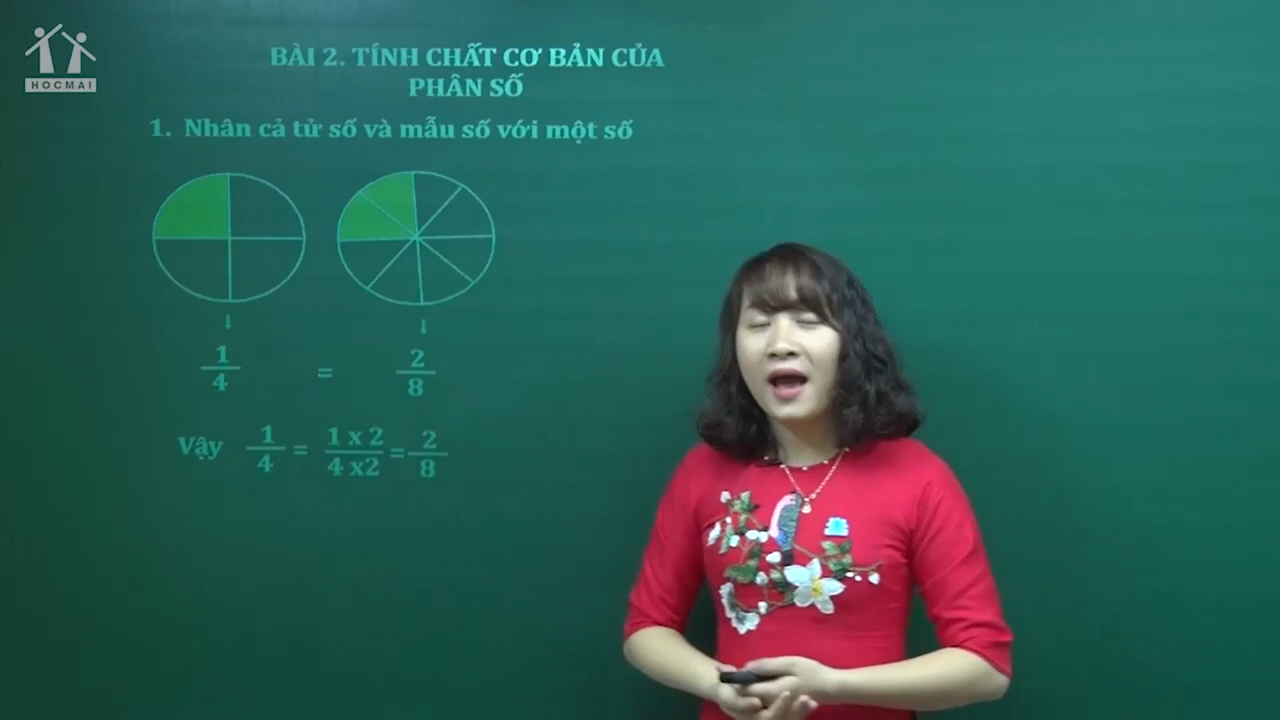 HOCMAI
BÀI 2. TÍNH CHẤT CƠ BẢN CỦA
PHÂN SỐ
1. Nhân cả tử số và mẫu số với một số
1/4 = 2/8
Vậy 1/4 = 1 x 2/4 x2 = 2/8